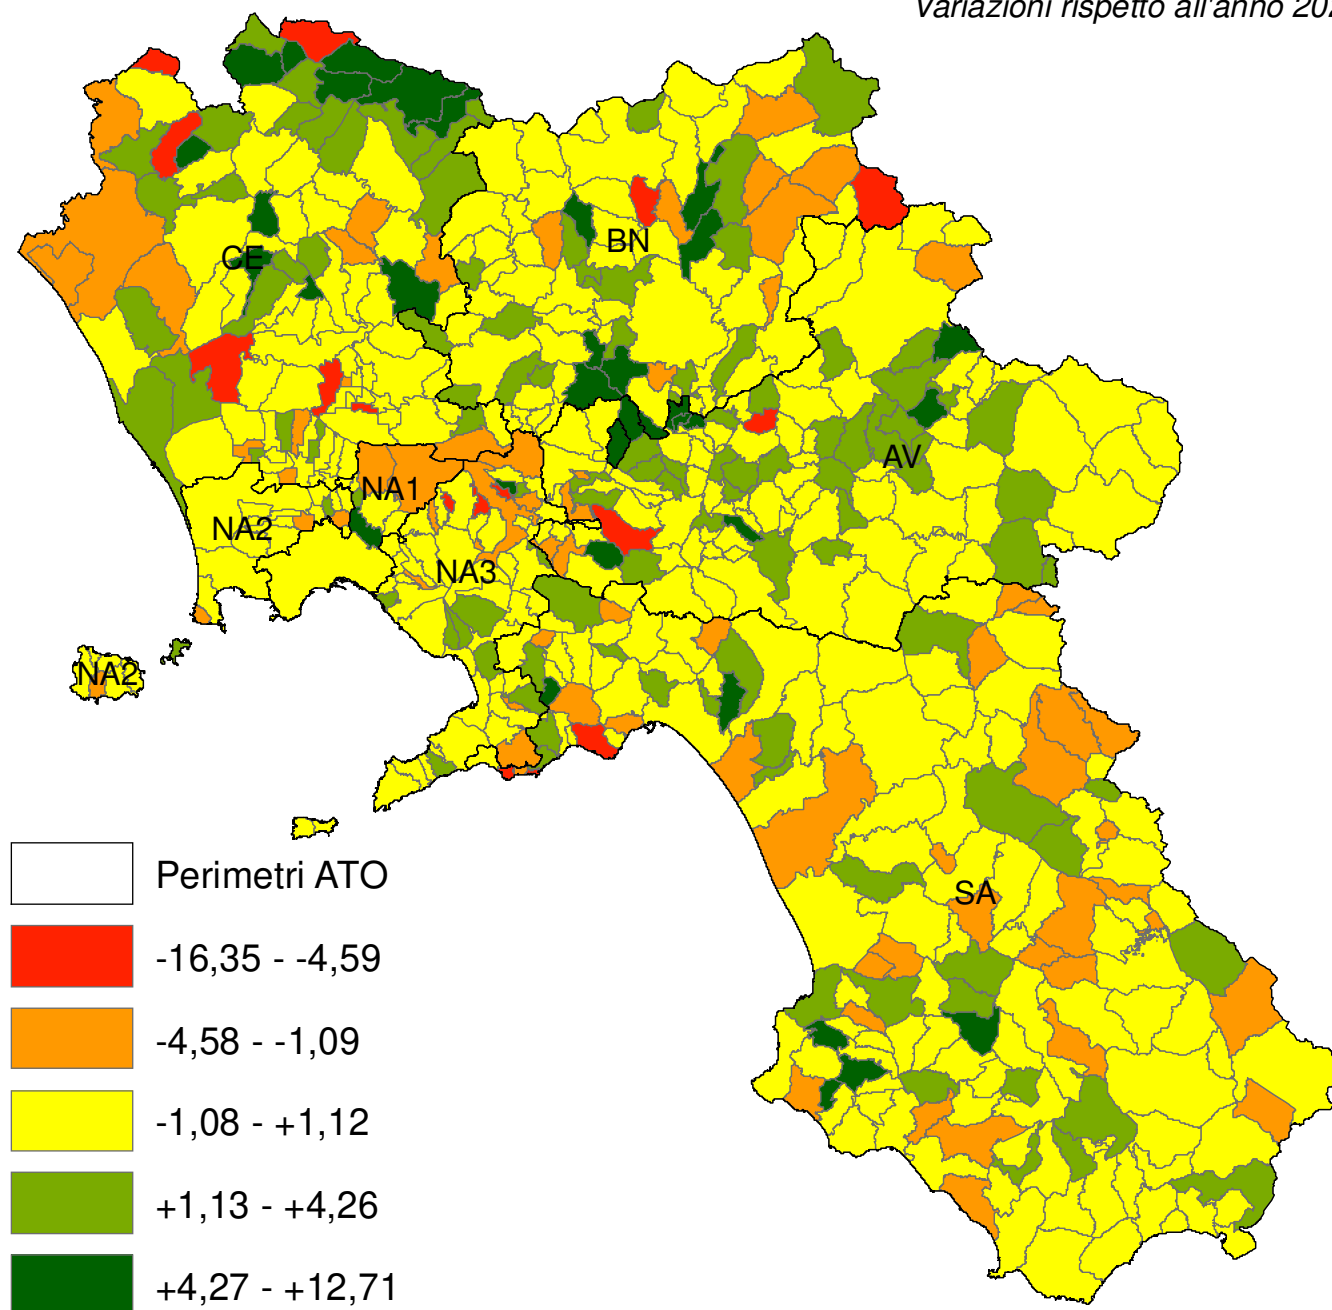 Variazioni rispetto all'anno
CE
BN
AV
NA1
NA2
NA3
NA2
SA
Perimetri ATO
-16,35 - -4,59
-4,58 - -1,09
-1,08 - +1,12
+1,13 - +4,26
+4,27 - +12,71